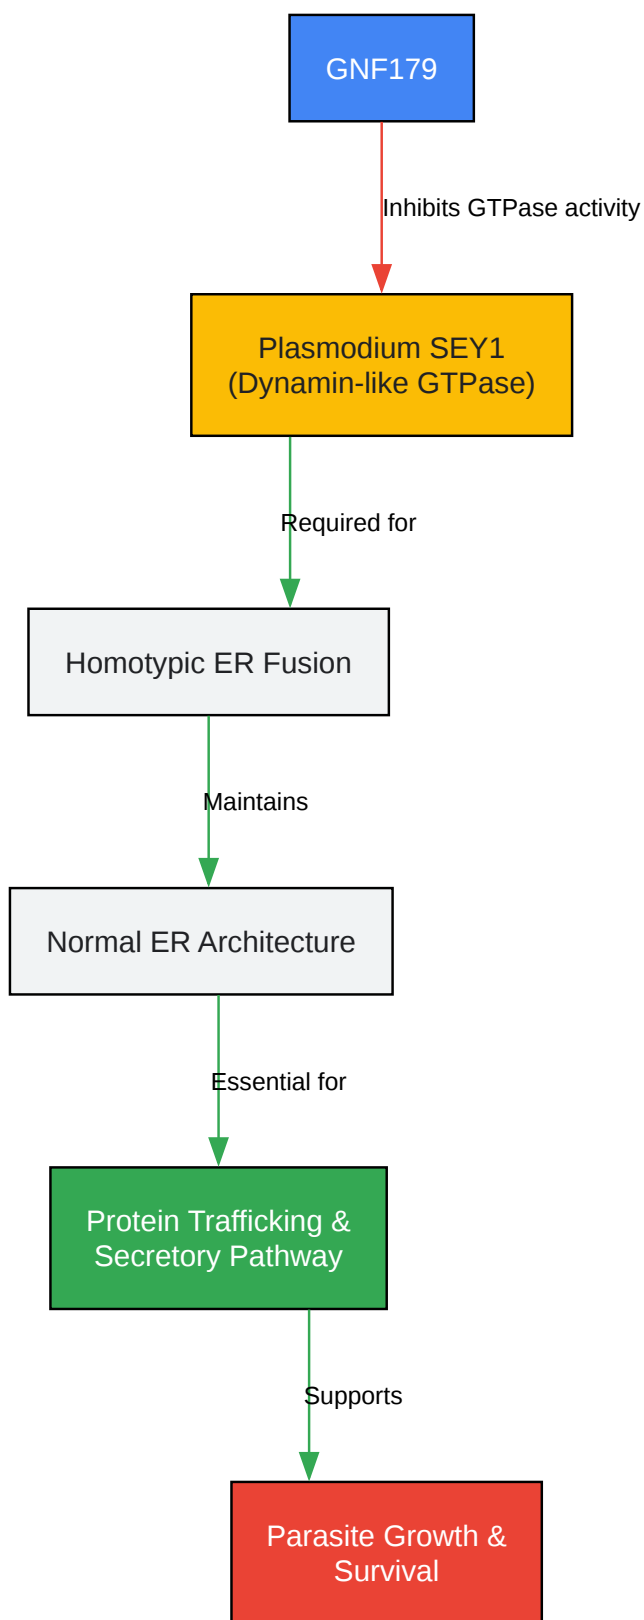 GNF179
Inhibits GTPase activity
Plasmodium SEY1
(Dynamin-like GTPase)
Required for
Homotypic ER Fusion
Maintains
Normal ER Architecture
Essential for
Protein Trafficking &
Secretory Pathway
Supports
Parasite Growth &
Survival